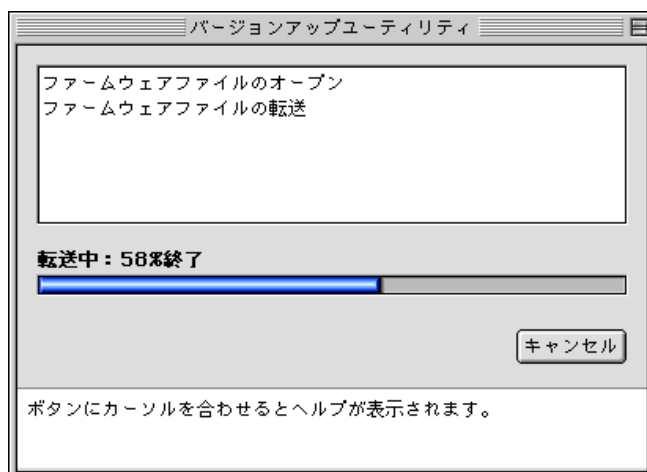 バージョンアップユーティリティ
ファームウェアファイルのオープン
ファームウェアファイルの転送
転送中：58%終了
キャンセル
ボタンにカーソルを合わせるとヘルプが表示されます。